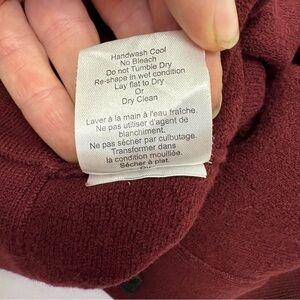 Handwash Cool
No Bleach
Do not Tumble Dry
Re-shape in wet condition
Lay flat to Dry
Or
Dry Clean
Laver à la main à l'eau fraîche.
Ne pas utiliser d'agent de
blanchiment.
Ne pas sécher par culbutage.
Transformer dans
la condition mouillée.
Sécher à plat.